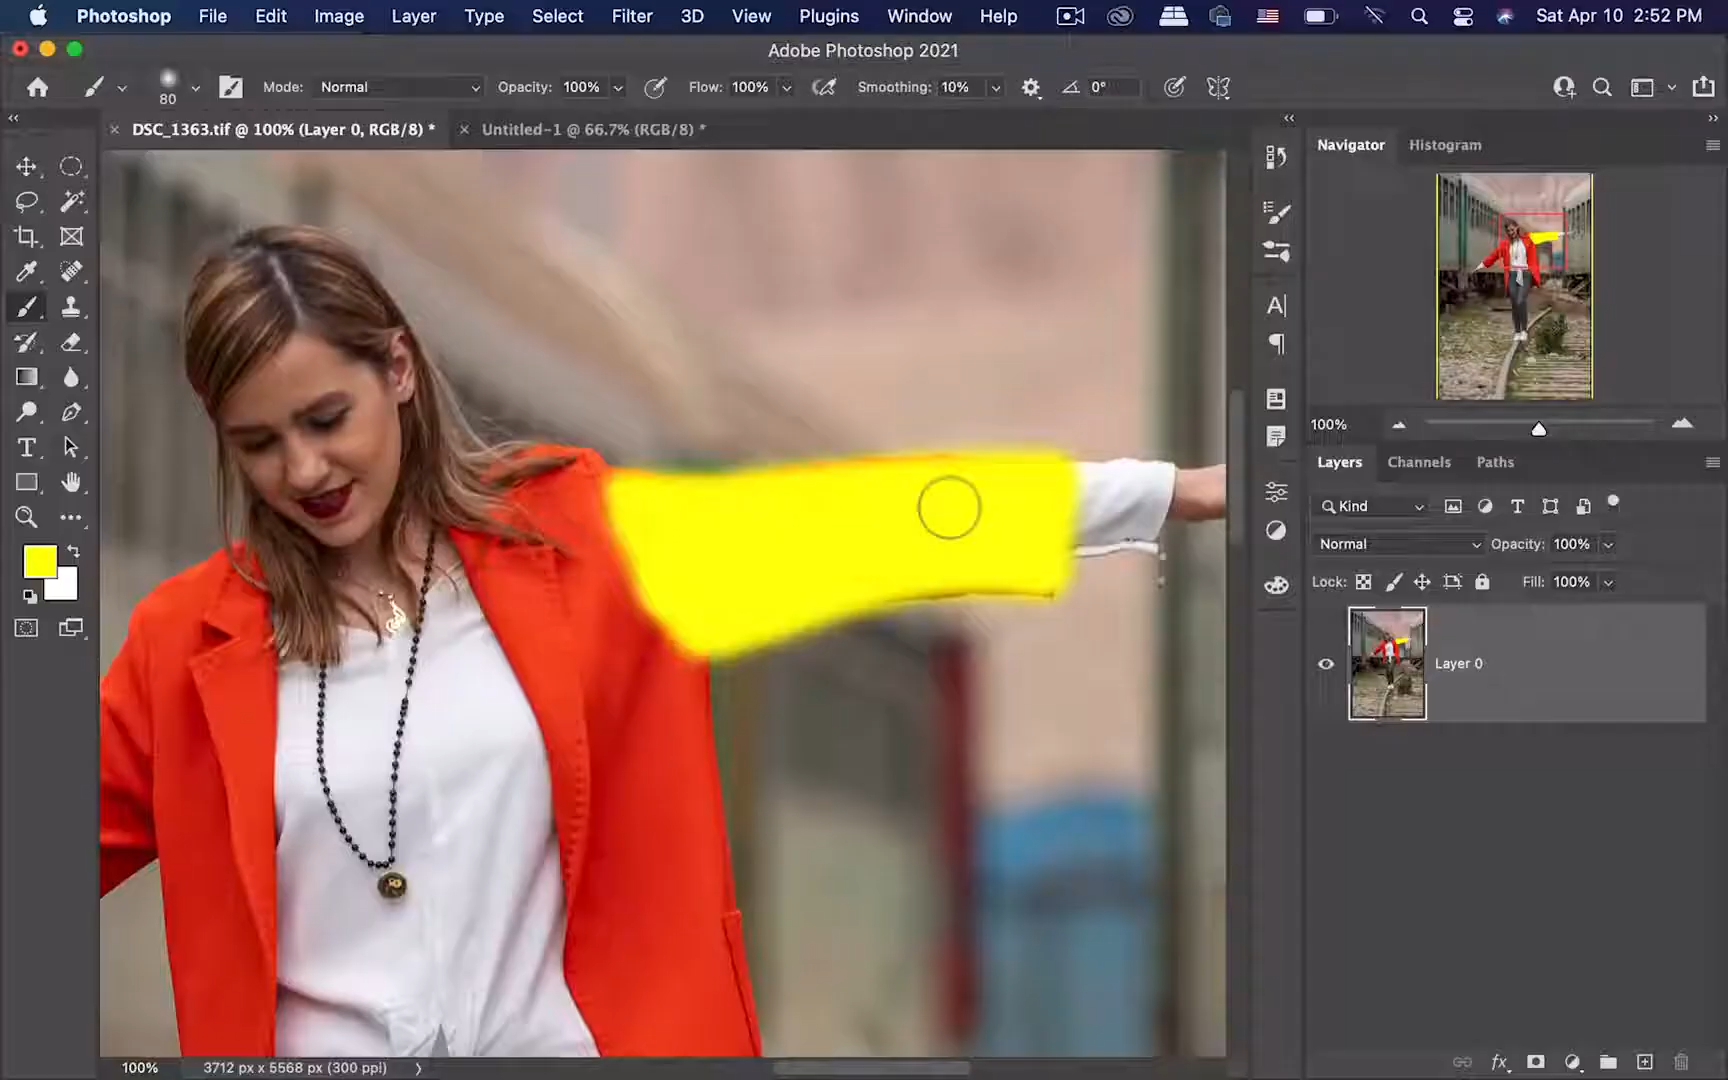 Photoshop File Edit Image Layer Type Select Filter 3D View Plugins Window Help Sat Apr 10 2:52 PM
Adobe Photoshop 2021
80 Mode: Normal Opacity: 100% Flow: 100% Smoothing: 10% 0°
DSC_1363.tif @ 100% (Layer 0, RGB/8) * Untitled-1 @ 66.7% (RGB/8) *
Navigator Histogram
100%
Layers Channels Paths
Kind
Normal Opacity: 100%
Lock: Fill: 100%
Layer 0
100% 3712 px x 5568 px (300 ppi)